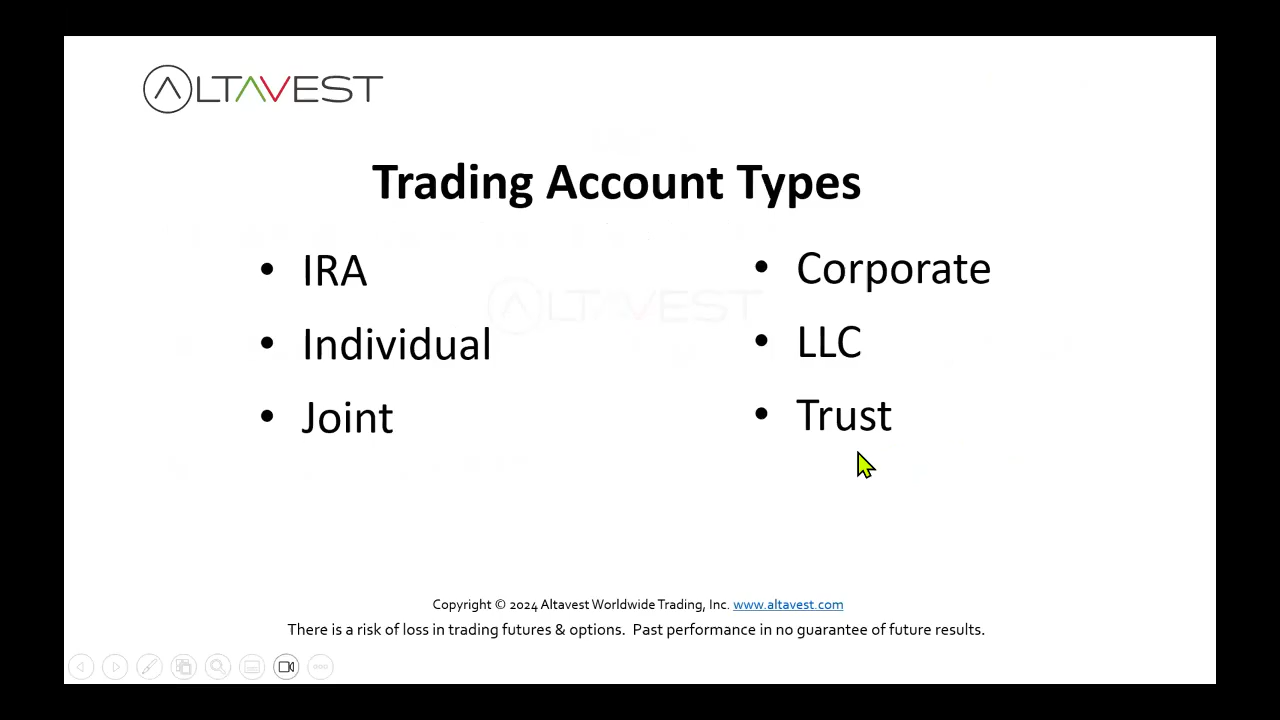 ALTAVEST
Trading Account Types
• IRA
• Individual
• Joint
• Corporate
• LLC
• Trust
ALTAVEST
Copyright © 2024 Altavest Worldwide Trading, Inc. www.altavest.com
There is a risk of loss in trading futures & options. Past performance in no guarantee of future results.